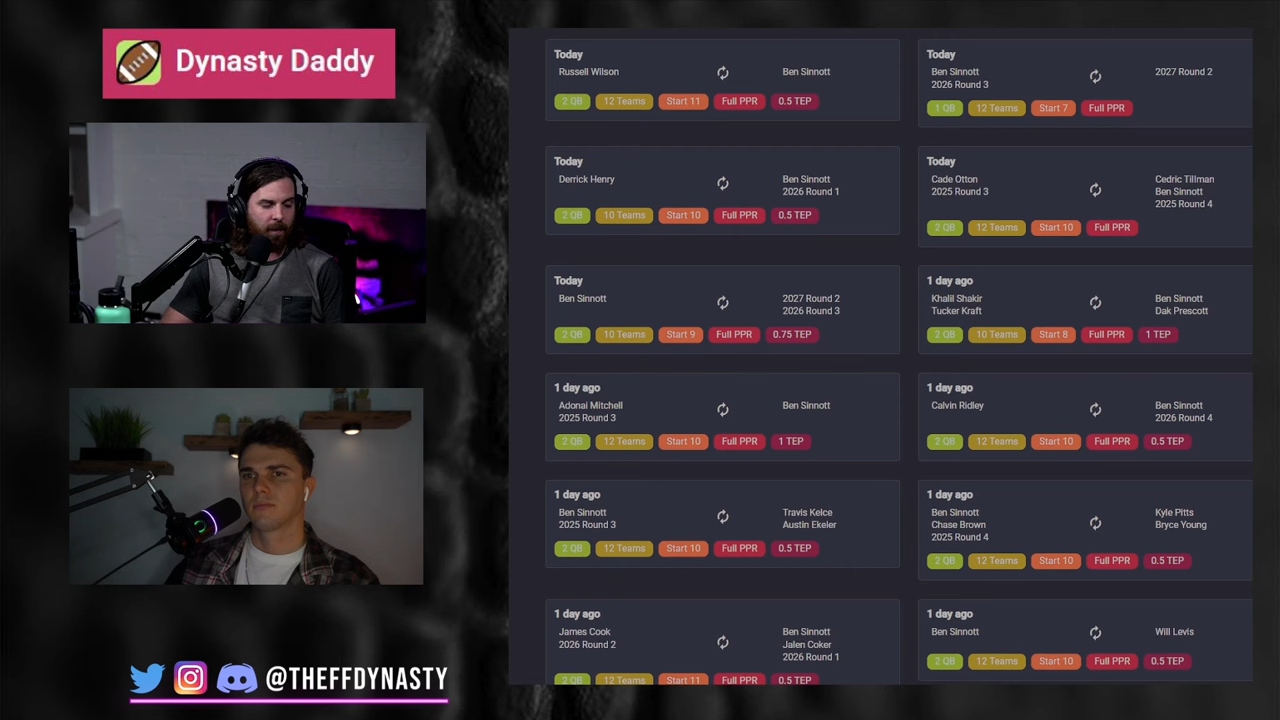 Dynasty Daddy
Today
Russell Wilson
Ben Sinnott
2 QB 12 Teams Start 11 Full PPR 0.5 TEP
Today
Ben Sinnott
2026 Round 3
2027 Round 2
1 QB 12 Teams Start 7 Full PPR
Today
Derrick Henry
Ben Sinnott
2026 Round 1
2 QB 10 Teams Start 10 Full PPR 0.5 TEP
Today
Cade Otton
2025 Round 3
Cedric Tillman
Ben Sinnott
2025 Round 4
2 QB 12 Teams Start 10 Full PPR
Today
Ben Sinnott
2027 Round 2
2026 Round 3
2 QB 10 Teams Start 9 Full PPR 0.75 TEP
1 day ago
Khalil Shakir
Tucker Kraft
Ben Sinnott
Dak Prescott
2 QB 10 Teams Start 8 Full PPR 1 TEP
1 day ago
Adonai Mitchell
2025 Round 3
Ben Sinnott
2 QB 12 Teams Start 10 Full PPR 1 TEP
1 day ago
Calvin Ridley
Ben Sinnott
2026 Round 4
2 QB 12 Teams Start 10 Full PPR 0.5 TEP
1 day ago
Ben Sinnott
2025 Round 3
Travis Kelce
Austin Ekeler
2 QB 12 Teams Start 10 Full PPR 0.5 TEP
1 day ago
Ben Sinnott
Chase Brown
2025 Round 4
Kyle Pitts
Bryce Young
2 QB 12 Teams Start 10 Full PPR 0.5 TEP
1 day ago
James Cook
2026 Round 2
Ben Sinnott
Jalen Coker
2026 Round 1
2 QB 12 Teams Start 11 Full PPR 0.5 TEP
1 day ago
Ben Sinnott
Will Levis
2 QB 12 Teams Start 10 Full PPR 0.5 TEP
@THEFFDYNASTY